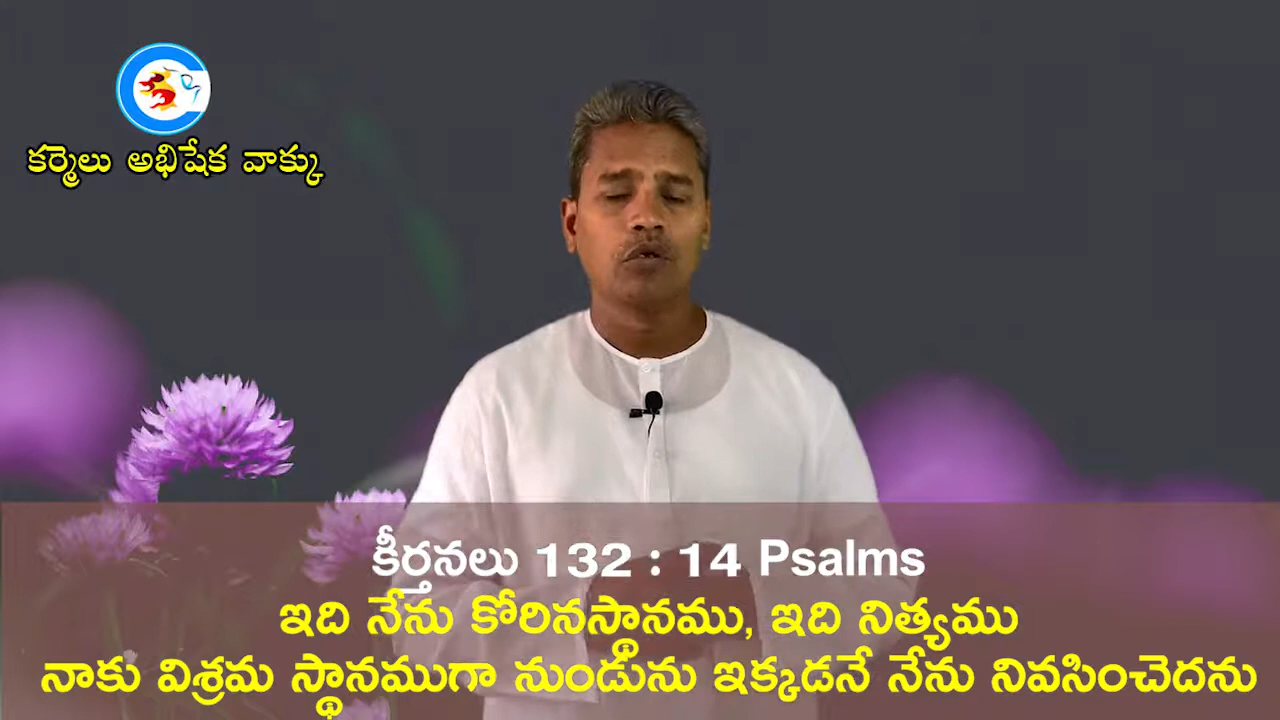 కర్మెలు అభిషేక వాక్కు
కీర్తనలు 132 : 14 Psalms
ఇది నేను కోరినస్థానము, ఇది నిత్యము
నాకు విశ్రమ స్థానముగా నుండును ఇక్కడనే నేను నివసించెదను